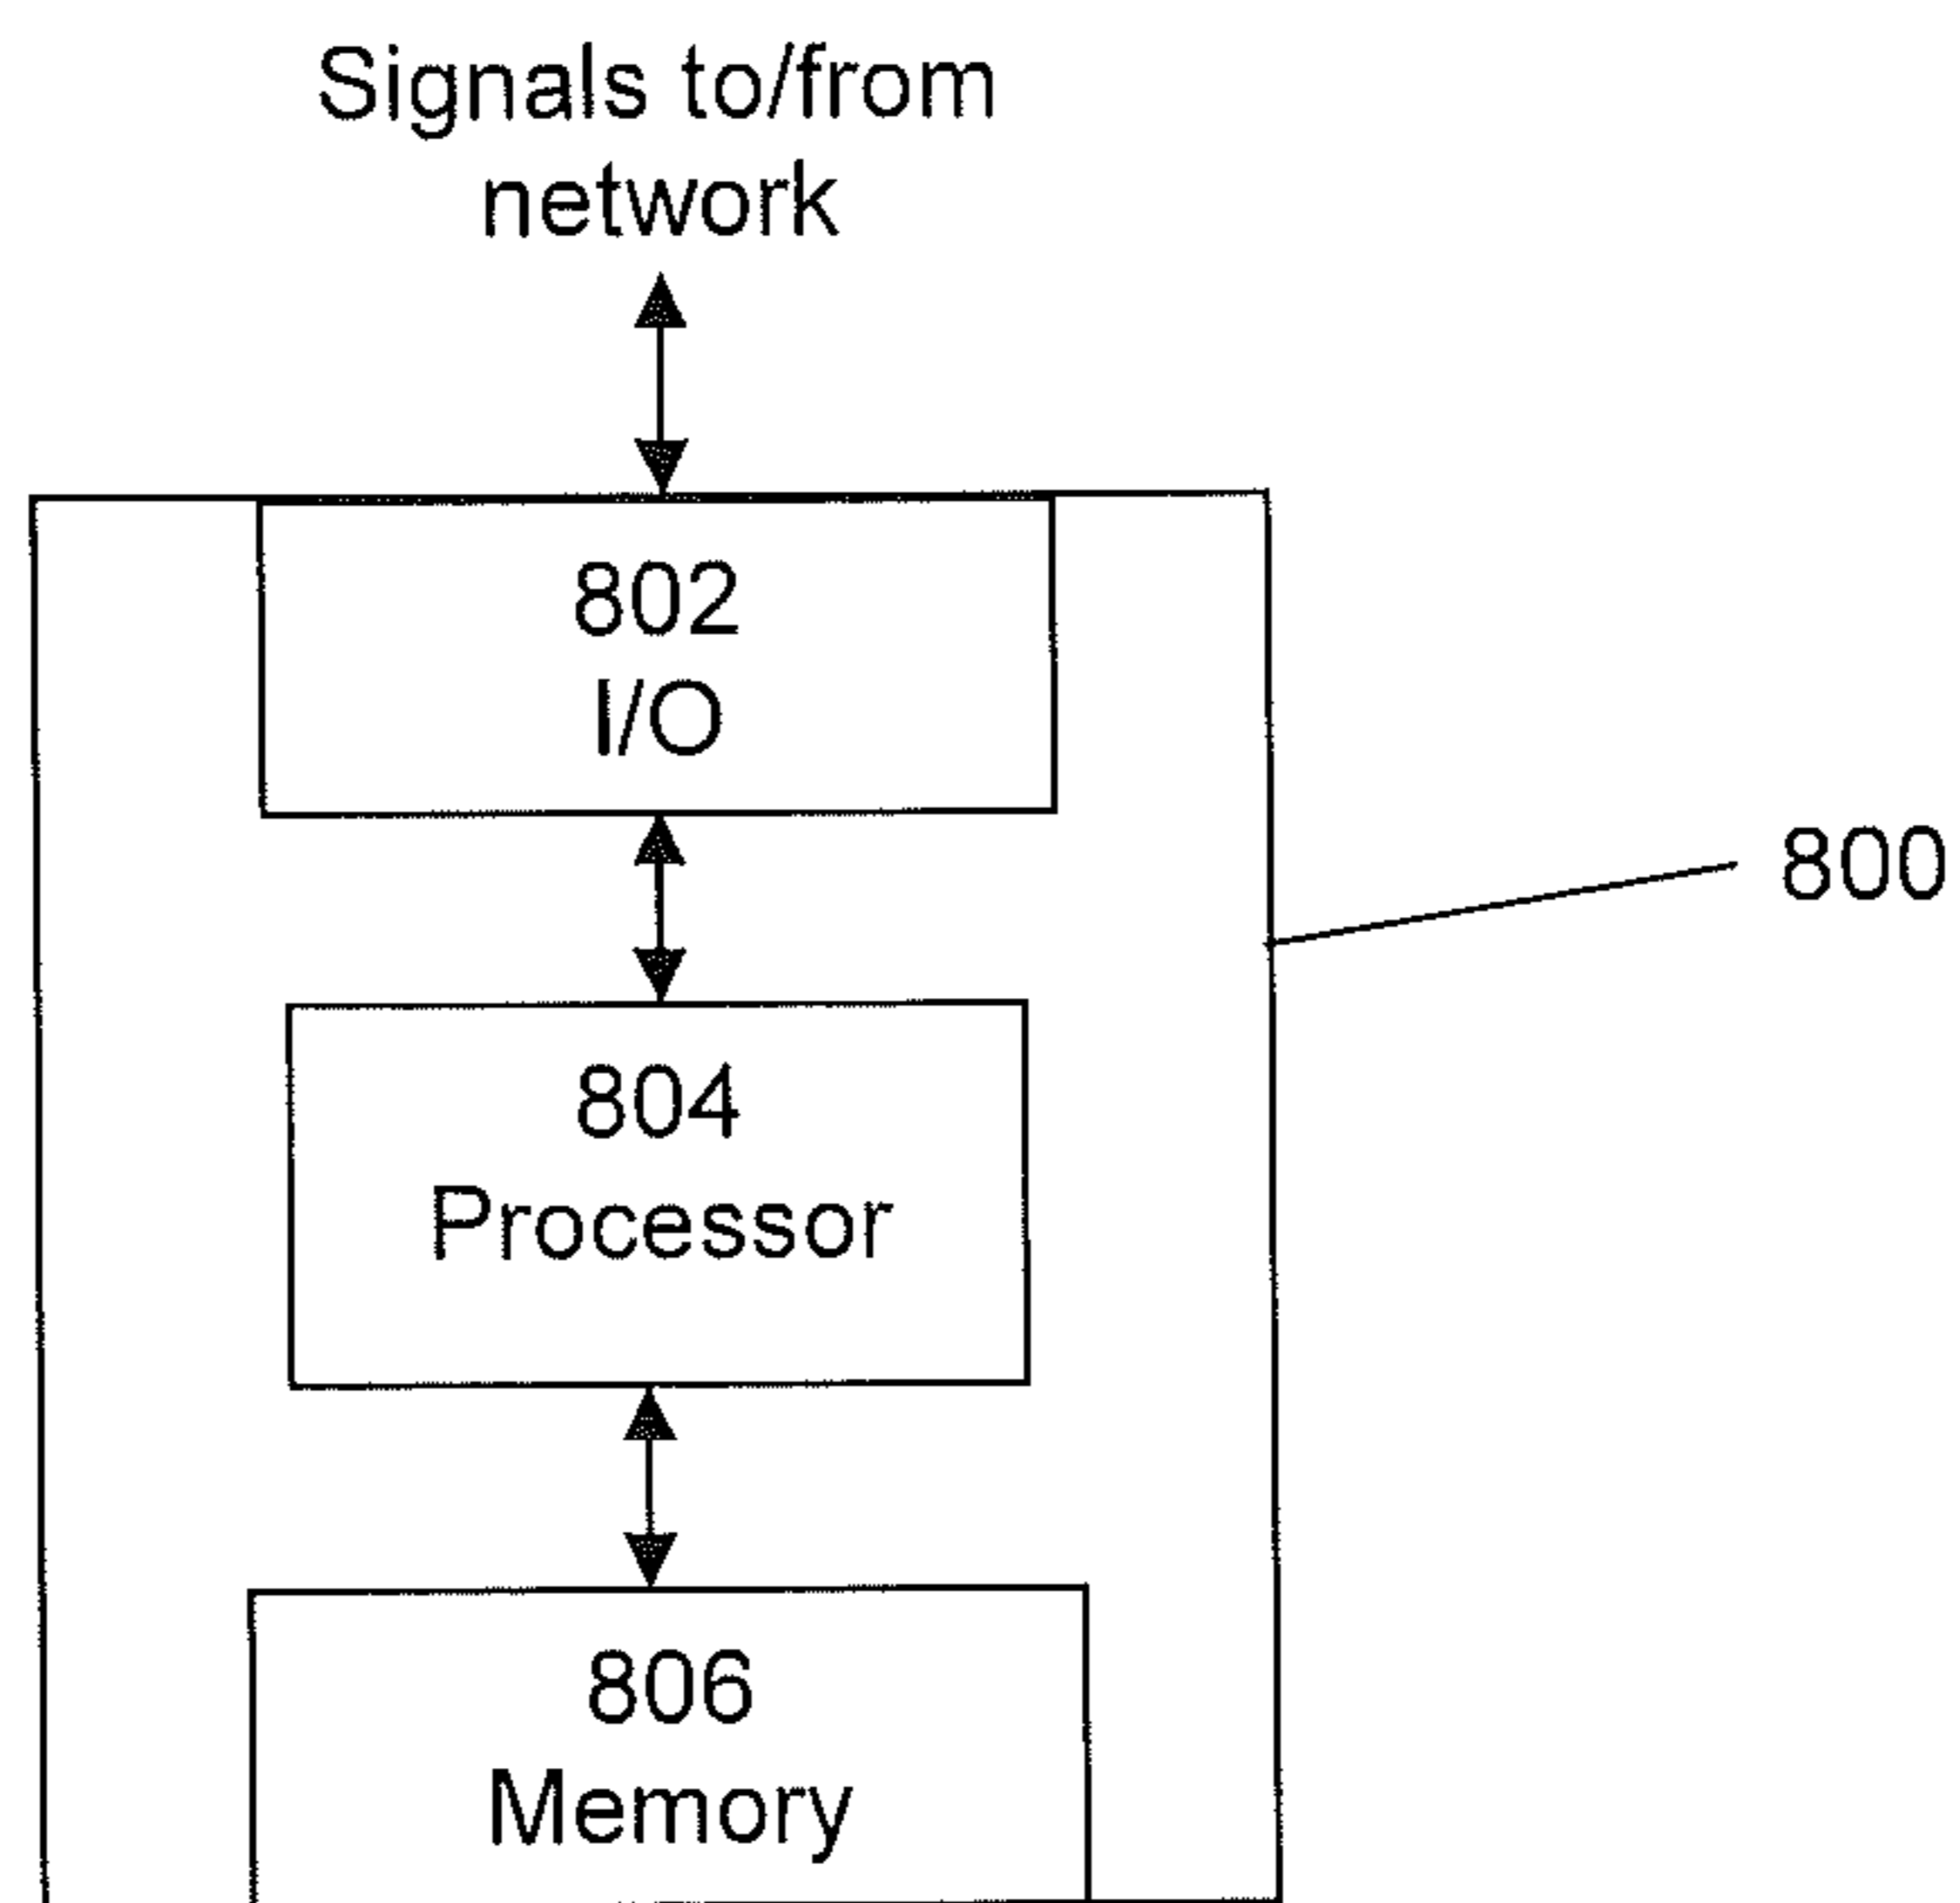 Signals to/from
network
802
I/O
800
804
Processor
806
Memory